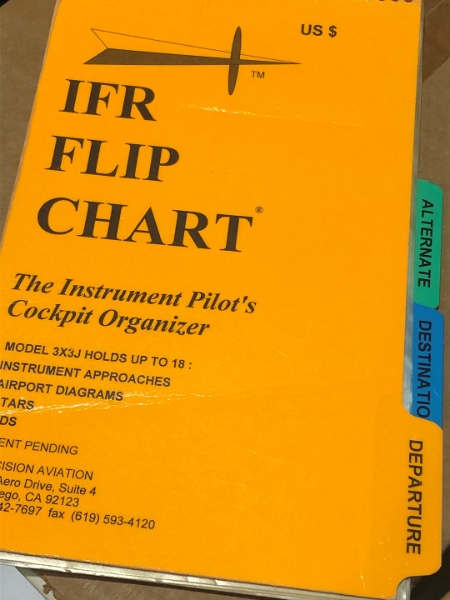 US $
TM
IFR
FLIP
CHART®
The Instrument Pilot's
Cockpit Organizer
MODEL 3X3J HOLDS UP TO 18 :
INSTRUMENT APPROACHES
AIRPORT DIAGRAMS
TARS
DS
ENT PENDING
CISION AVIATION
Aero Drive, Suite 4
ego, CA 92123
42-7697 fax (619) 593-4120
ALTERNATE
DESTINATIO
DEPARTURE